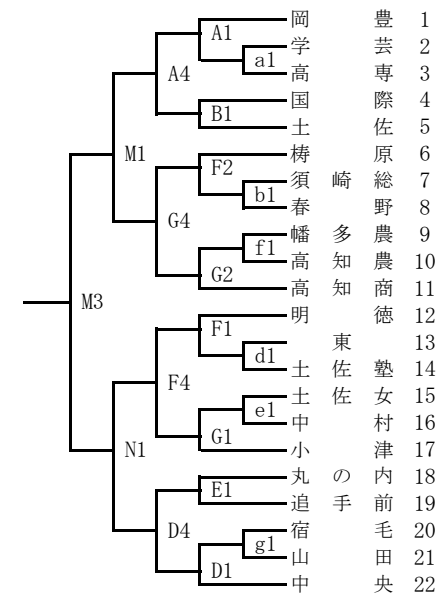 岡豊 1
A1
学芸 2
a1
高専 3
A4
国際 4
B1
土佐 5
M1
梼原 6
F2
須崎総 7
b1
春野 8
G4
幡多農 9
f1
高知農 10
G2
高知商 11
M3
明徳 12
F1
東 13
d1
土佐塾 14
F4
土佐女 15
e1
中村 16
G1
小津 17
N1
丸の内 18
E1
追手前 19
D4
宿毛 20
g1
山田 21
D1
中央 22